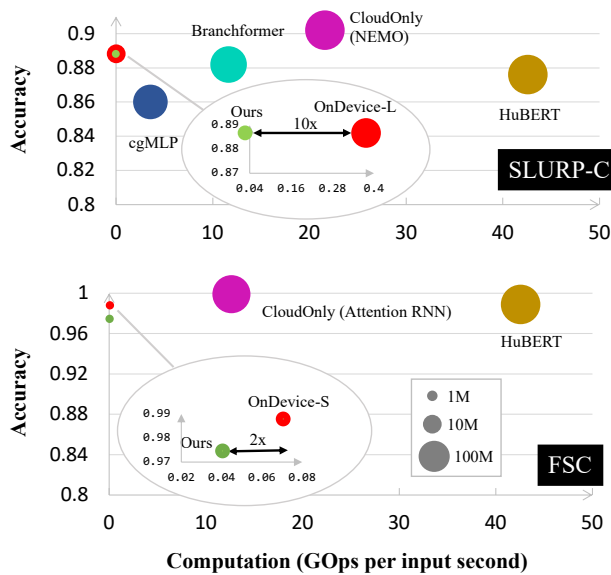 Accuracy
0.9
0.88
0.86
0.84
0.82
0.8
Branchformer
CloudOnly
(NEMO)
HuBERT
cgMLP
Ours
OnDevice-L
10x
0.89
0.88
0.87
0.04 0.16 0.28 0.4
SLURP-C
0 10 20 30 40 50
Accuracy
1
0.96
0.92
0.88
0.84
0.8
CloudOnly (Attention RNN)
HuBERT
OnDevice-S
Ours
2x
0.99
0.98
0.97
0.02 0.04 0.06 0.08
1M
10M
100M
FSC
0 10 20 30 40 50
Computation (GOps per input second)